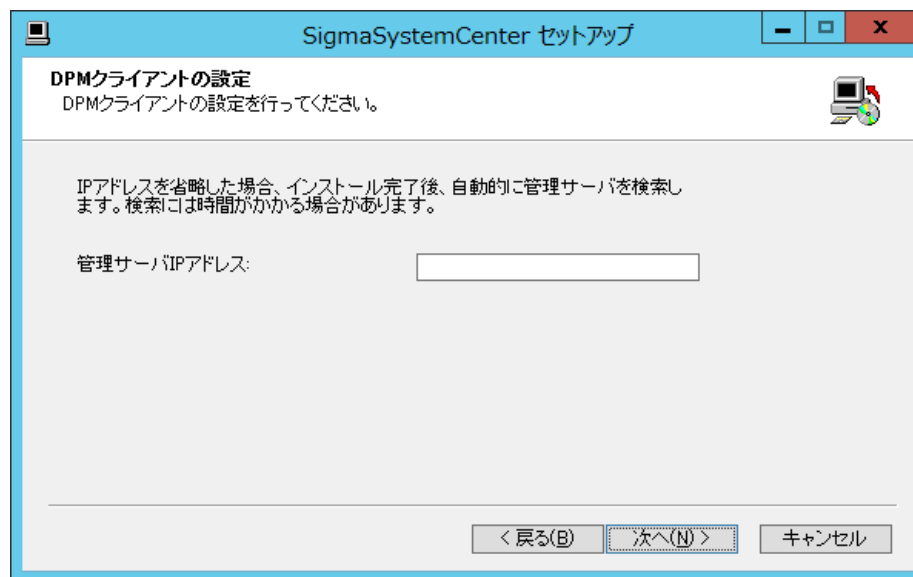 SigmaSystemCenter セットアップ
DPMクライアントの設定
DPMクライアントの設定を行ってください。
IPアドレスを省略した場合、インストール完了後、自動的に管理サーバを検索し
ます。検索には時間がかかる場合があります。
管理サーバIPアドレス:
< 戻る(B)
次へ(N) >
キャンセル